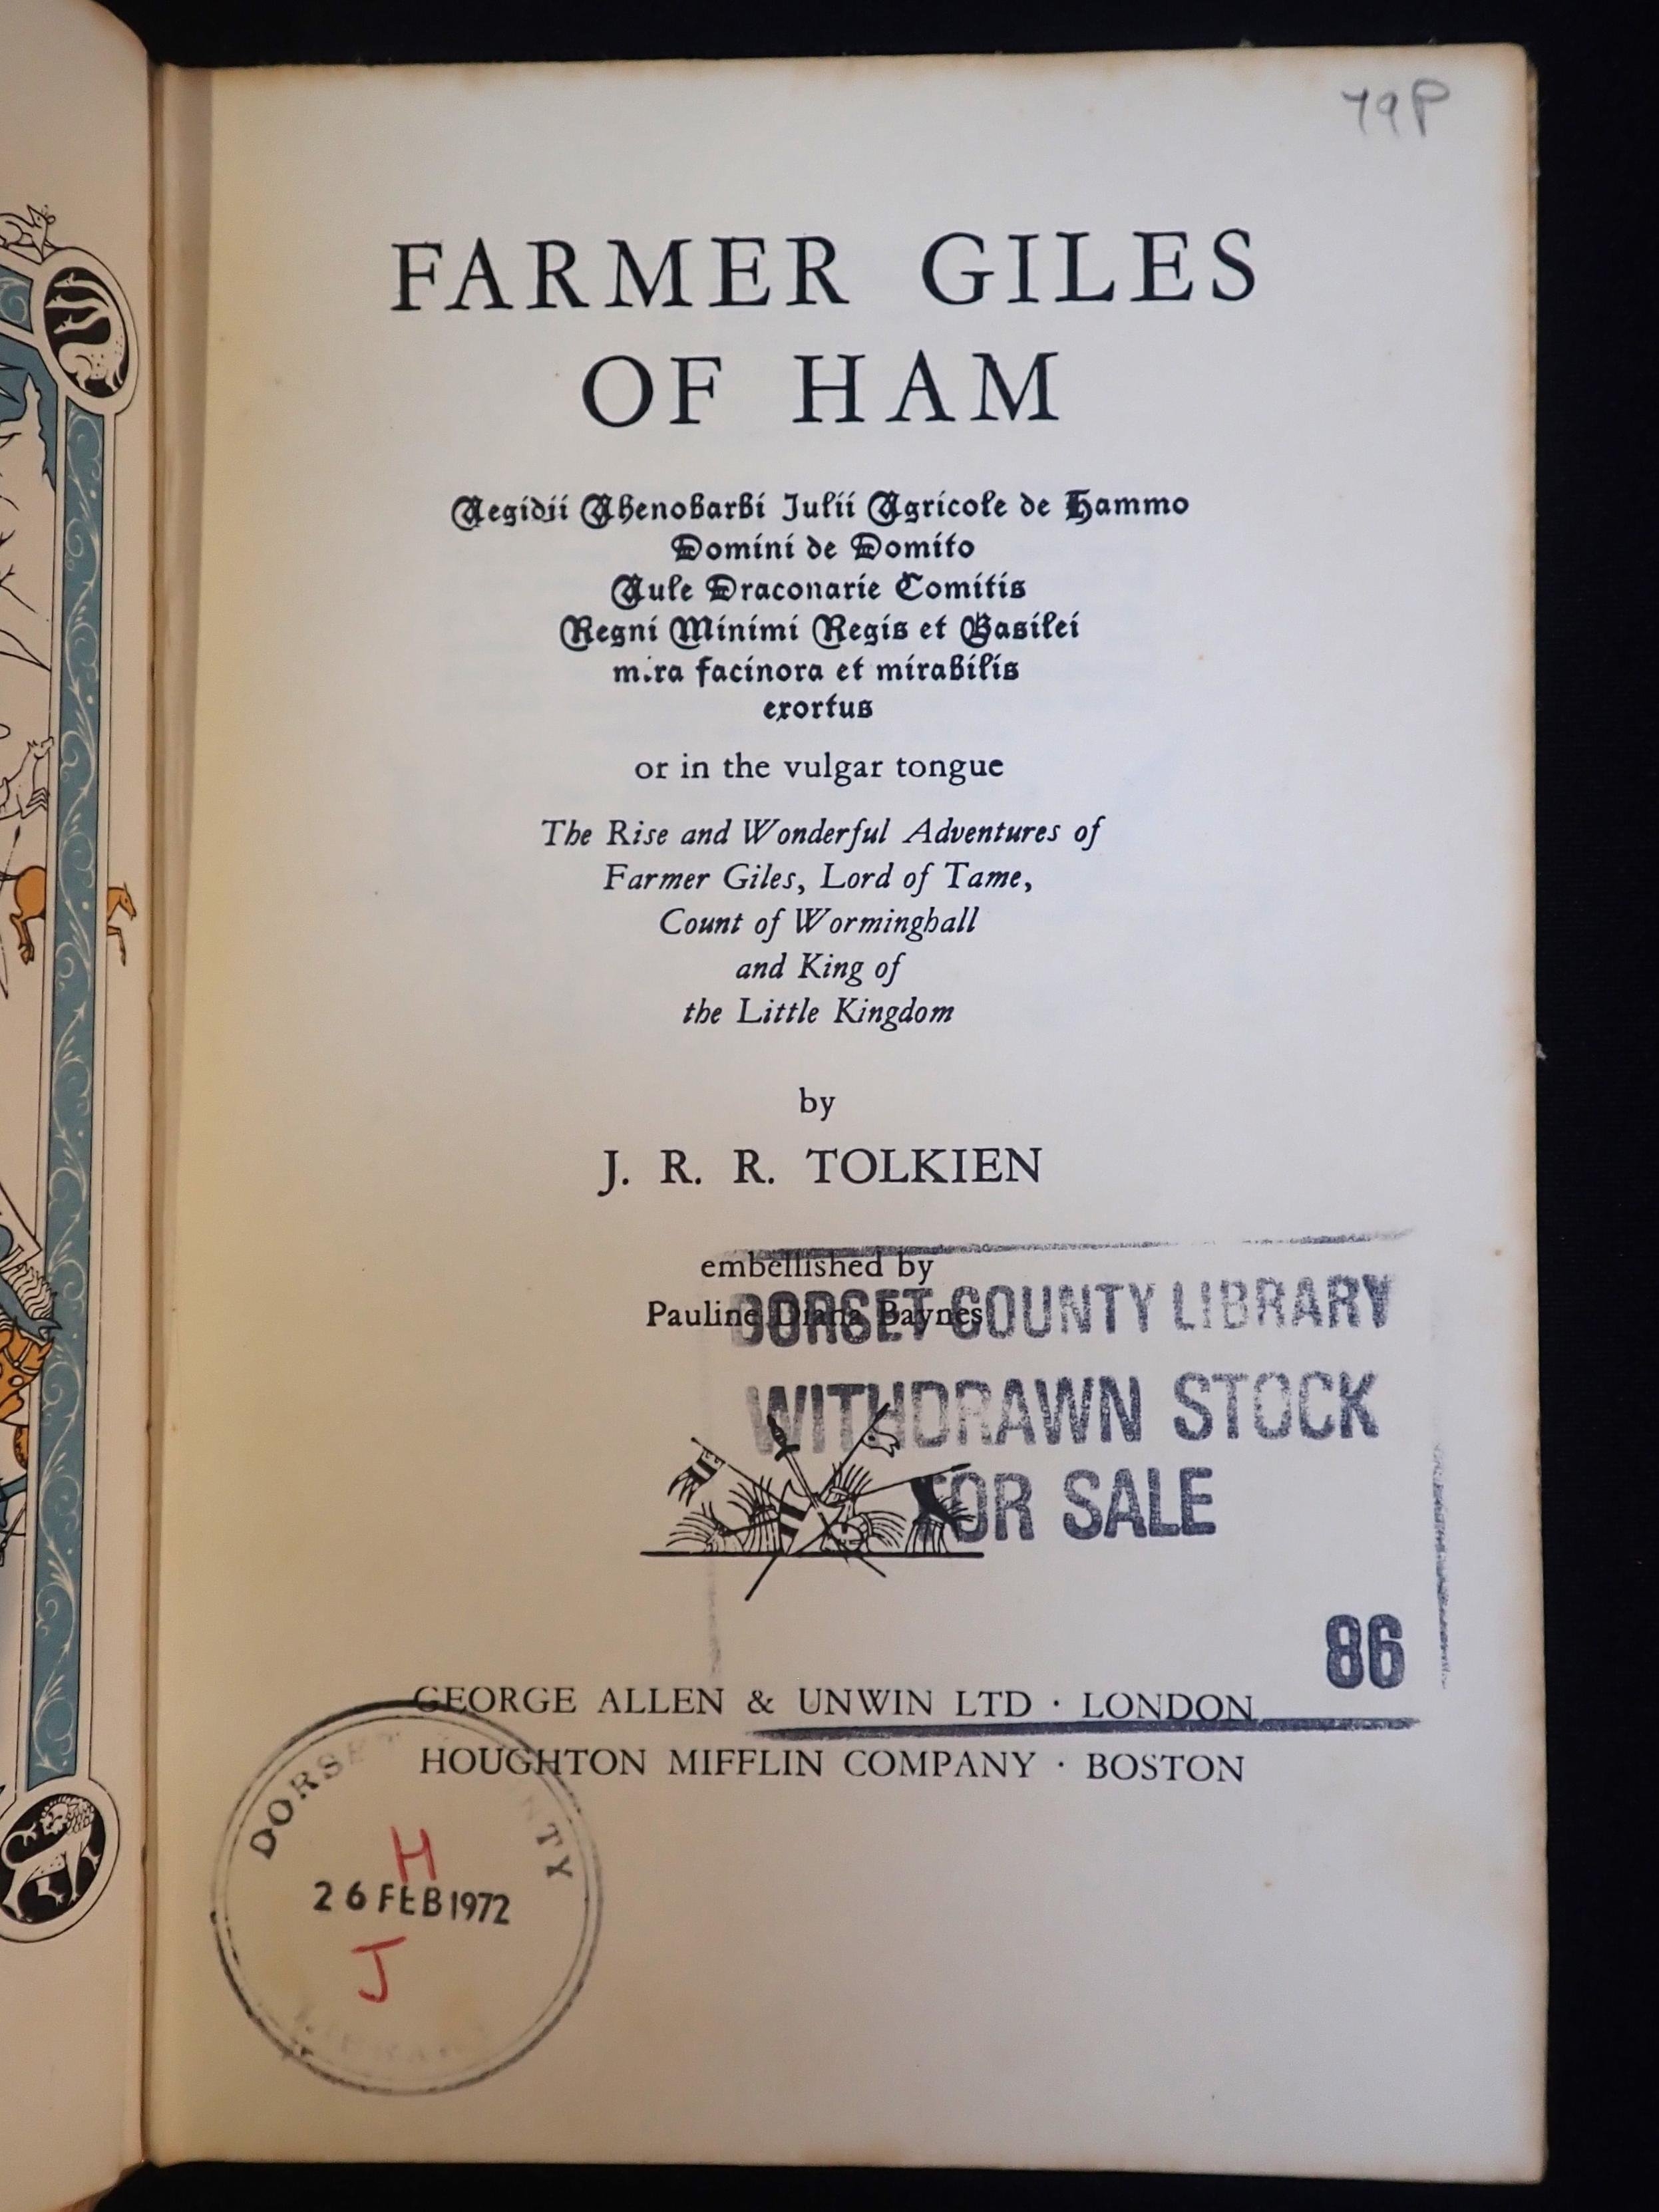 79P
FARMER GILES
OF HAM
Aegidii Ahenobarbi Julii Agricole de Hammo
Domini de Domito
Aule Draconarie Comitis
Regni Minimi Regis et Basilei
mira facinora et mirabilis
exortus
or in the vulgar tongue
The Rise and Wonderful Adventures of
Farmer Giles, Lord of Tame,
Count of Worminghall
and King of
the Little Kingdom
by
J. R. R. TOLKIEN
embellished by
Pauline Diana Baynes
DORSET COUNTY LIBRARY
WITHDRAWN STOCK
FOR SALE
86
GEORGE ALLEN & UNWIN LTD · LONDON
HOUGHTON MIFFLIN COMPANY · BOSTON
DORSE NTY
H
26 FEB 1972
J